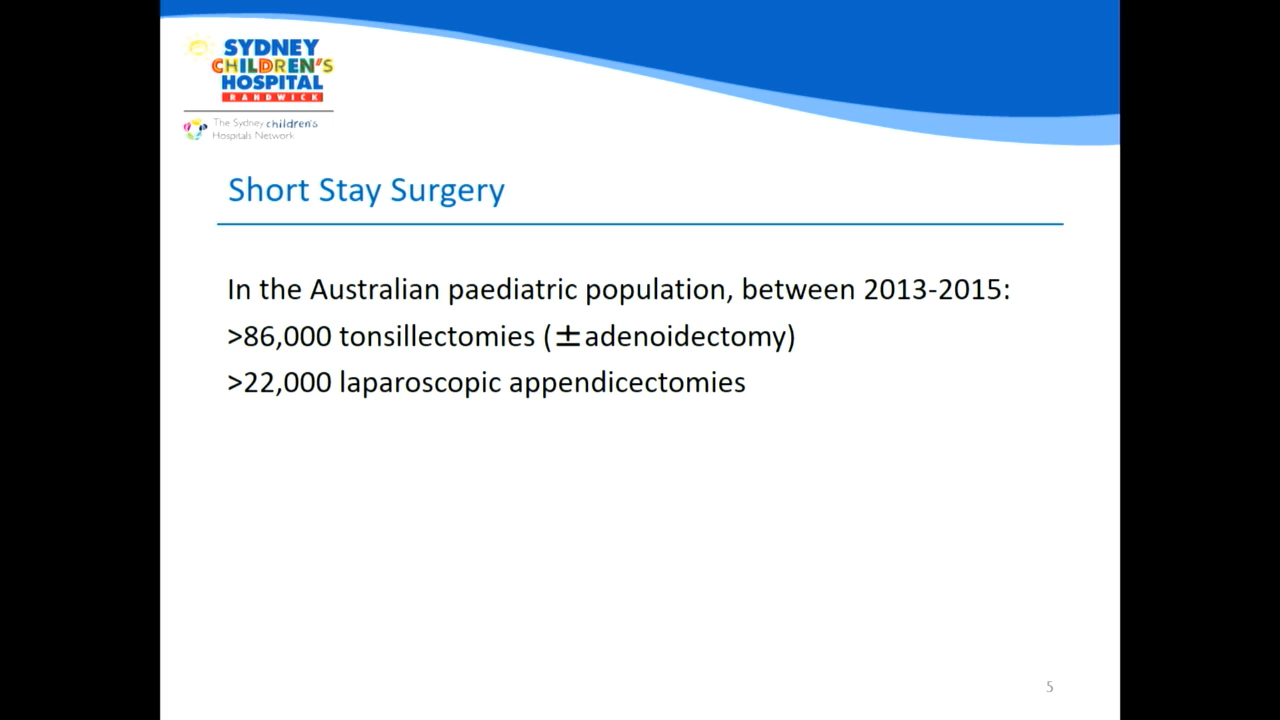 SYDNEY
CHILDREN'S
HOSPITAL
RANDWICK
The Sydney children's
Hospitals Network
Short Stay Surgery
In the Australian paediatric population, between 2013-2015:
>86,000 tonsillectomies (±adenoidectomy)
>22,000 laparoscopic appendicectomies
5